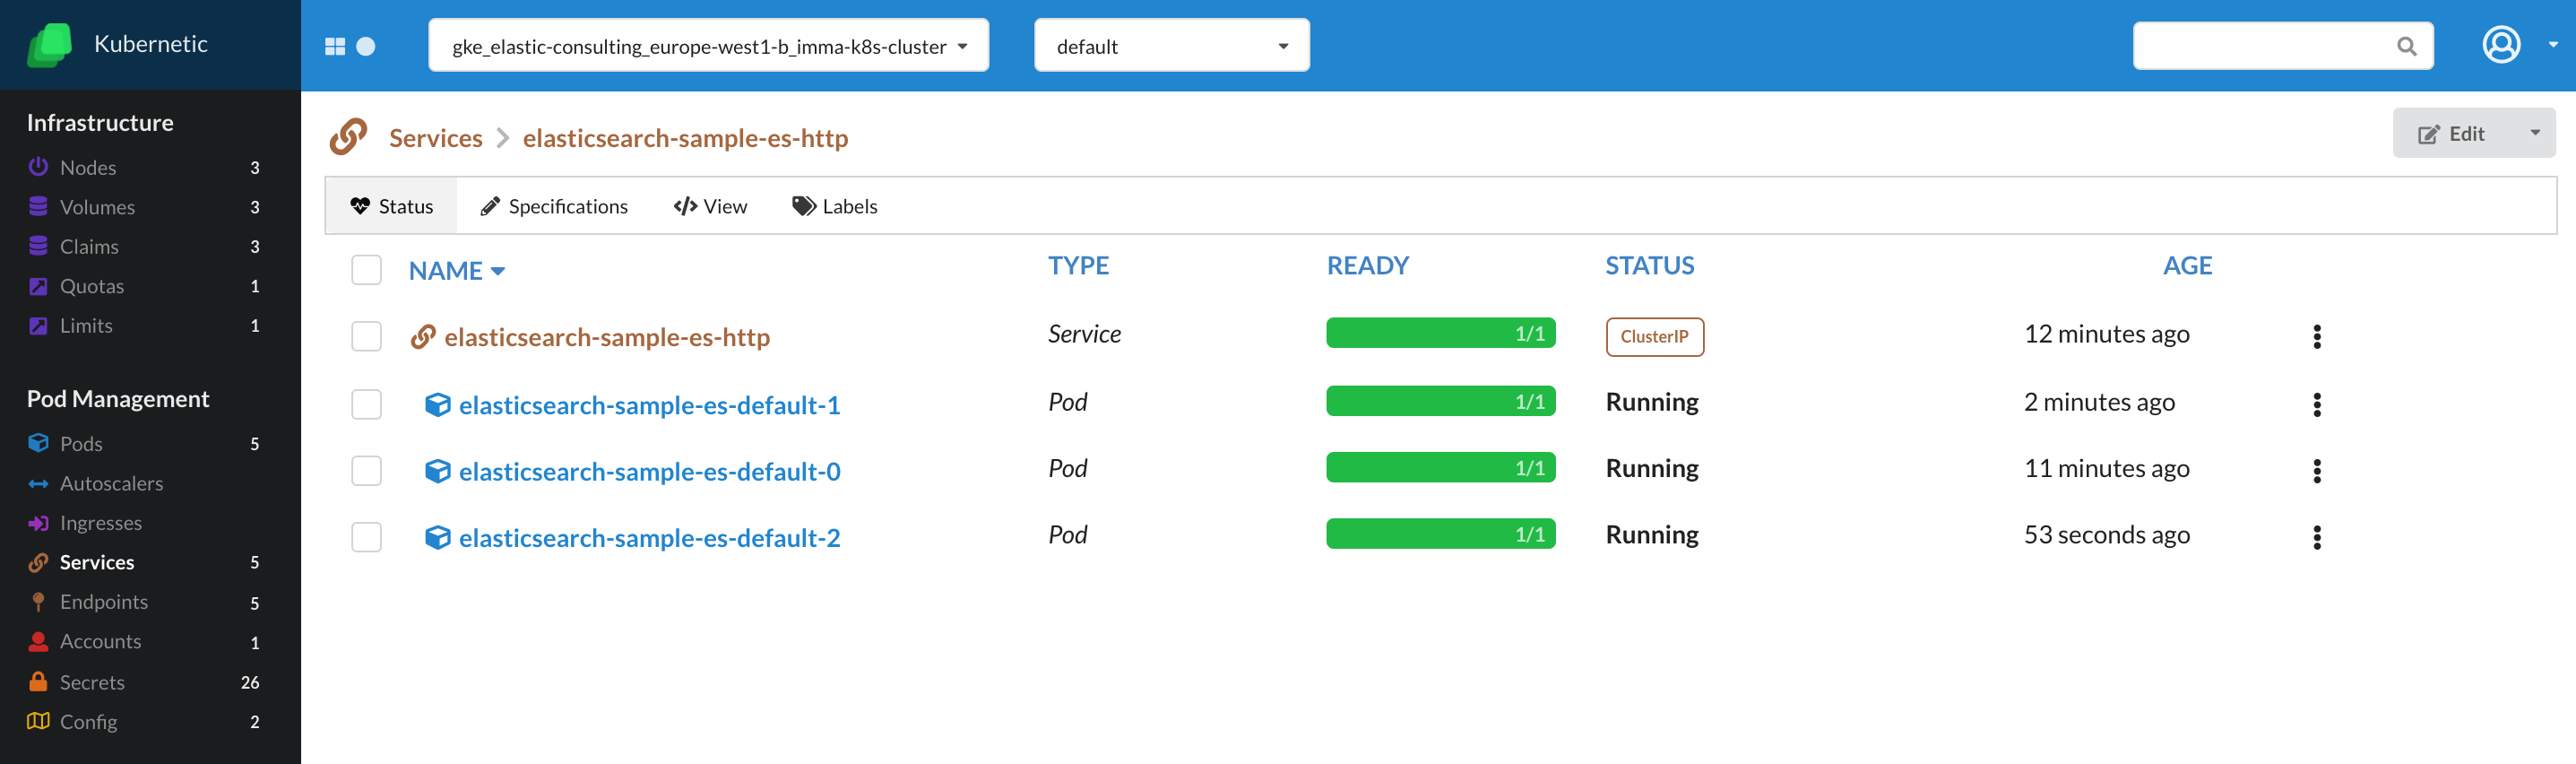 Kubernetic
gke_elastic-consulting_europe-west1-b_imma-k8s-cluster
default
Infrastructure
Nodes 3
Volumes 3
Claims 3
Quotas 1
Limits 1
Pod Management
Pods 5
Autoscalers
Ingresses
Services 5
Endpoints 5
Accounts 1
Secrets 26
Config 2
Services elasticsearch-sample-es-http
Edit
Status Specifications View Labels
NAME TYPE READY STATUS AGE
elasticsearch-sample-es-http Service 1/1 ClusterIP 12 minutes ago
elasticsearch-sample-es-default-1 Pod 1/1 Running 2 minutes ago
elasticsearch-sample-es-default-0 Pod 1/1 Running 11 minutes ago
elasticsearch-sample-es-default-2 Pod 1/1 Running 53 seconds ago